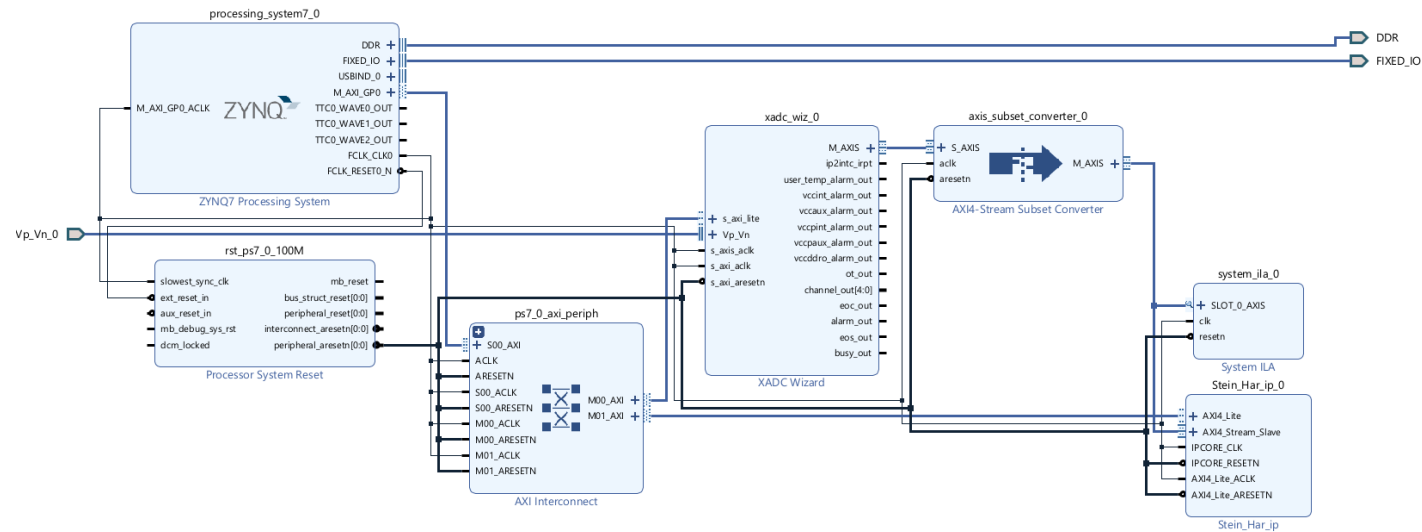 processing_system7_0
DDR
FIXED_IO
USBIND_0
M_AXI_GP0
M_AXI_GP0_ACLK
ZYNQ
TTC0_WAVE0_OUT
TTC0_WAVE1_OUT
TTC0_WAVE2_OUT
FCLK_CLK0
FCLK_RESET0_N
ZYNQ7 Processing System
DDR
FIXED_IO
Vp_Vn_0
rst_ps7_0_100M
slowest_sync_clk
ext_reset_in
aux_reset_in
mb_debug_sys_rst
dcm_locked
mb_reset
bus_struct_reset[0:0]
peripheral_reset[0:0]
interconnect_aresetn[0:0]
peripheral_aresetn[0:0]
Processor System Reset
ps7_0_axi_periph
S00_AXI
ACLK
ARESETN
S00_ACLK
S00_ARESETN
M00_ACLK
M00_ARESETN
M01_ACLK
M01_ARESETN
M00_AXI
M01_AXI
AXI Interconnect
xadc_wiz_0
s_axi_lite
Vp_Vn
s_axis_aclk
s_axi_aclk
s_axi_aresetn
M_AXIS
ip2intc_irpt
user_temp_alarm_out
vccint_alarm_out
vccaux_alarm_out
vccpint_alarm_out
vccpaux_alarm_out
vccddro_alarm_out
ot_out
channel_out[4:0]
eoc_out
alarm_out
eos_out
busy_out
XADC Wizard
axis_subset_converter_0
S_AXIS
aclk
aresetn
M_AXIS
AXI4-Stream Subset Converter
system_ila_0
SLOT_0_AXIS
clk
resetn
System ILA
Stein_Har_ip_0
AXI4_Lite
AXI4_Stream_Slave
IPCORE_CLK
IPCORE_RESETN
AXI4_Lite_ACLK
AXI4_Lite_ARESETN
Stein_Har_ip